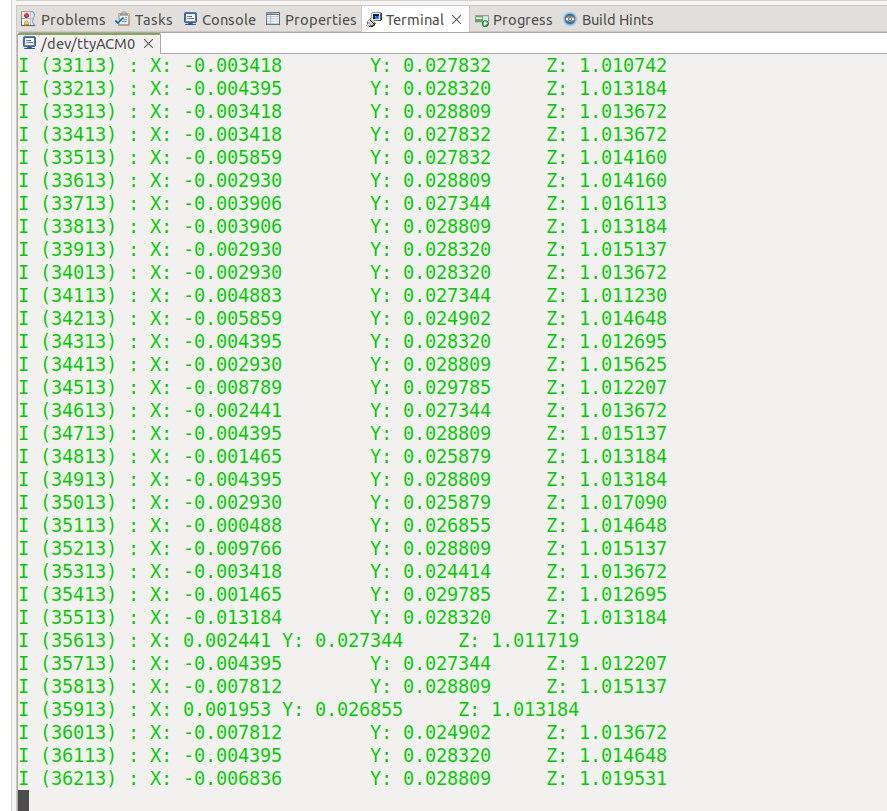 Problems Tasks Console Properties Terminal Progress Build Hints
/dev/ttyACM0
I (33113) : X: -0.003418 Y: 0.027832 Z: 1.010742
I (33213) : X: -0.004395 Y: 0.028320 Z: 1.013184
I (33313) : X: -0.003418 Y: 0.028809 Z: 1.013672
I (33413) : X: -0.003418 Y: 0.027832 Z: 1.013672
I (33513) : X: -0.005859 Y: 0.027832 Z: 1.014160
I (33613) : X: -0.002930 Y: 0.028809 Z: 1.014160
I (33713) : X: -0.003906 Y: 0.027344 Z: 1.016113
I (33813) : X: -0.003906 Y: 0.028809 Z: 1.013184
I (33913) : X: -0.002930 Y: 0.028320 Z: 1.015137
I (34013) : X: -0.002930 Y: 0.028320 Z: 1.013672
I (34113) : X: -0.004883 Y: 0.027344 Z: 1.011230
I (34213) : X: -0.005859 Y: 0.024902 Z: 1.014648
I (34313) : X: -0.004395 Y: 0.028320 Z: 1.012695
I (34413) : X: -0.002930 Y: 0.028809 Z: 1.015625
I (34513) : X: -0.008789 Y: 0.029785 Z: 1.012207
I (34613) : X: -0.002441 Y: 0.027344 Z: 1.013672
I (34713) : X: -0.004395 Y: 0.028809 Z: 1.015137
I (34813) : X: -0.001465 Y: 0.025879 Z: 1.013184
I (34913) : X: -0.004395 Y: 0.028809 Z: 1.013184
I (35013) : X: -0.002930 Y: 0.025879 Z: 1.017090
I (35113) : X: -0.000488 Y: 0.026855 Z: 1.014648
I (35213) : X: -0.009766 Y: 0.028809 Z: 1.015137
I (35313) : X: -0.003418 Y: 0.024414 Z: 1.013672
I (35413) : X: -0.001465 Y: 0.029785 Z: 1.012695
I (35513) : X: -0.013184 Y: 0.028320 Z: 1.013184
I (35613) : X: 0.002441 Y: 0.027344 Z: 1.011719
I (35713) : X: -0.004395 Y: 0.027344 Z: 1.012207
I (35813) : X: -0.007812 Y: 0.028809 Z: 1.015137
I (35913) : X: 0.001953 Y: 0.026855 Z: 1.013184
I (36013) : X: -0.007812 Y: 0.024902 Z: 1.013672
I (36113) : X: -0.004395 Y: 0.028320 Z: 1.014648
I (36213) : X: -0.006836 Y: 0.028809 Z: 1.019531